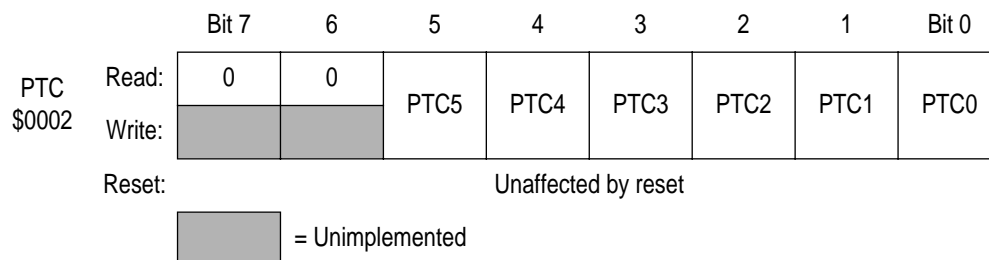 Bit 7 6 5 4 3 2 1 Bit 0
PTC
$0002
Read: 0 0 PTC5 PTC4 PTC3 PTC2 PTC1 PTC0
Write:
Reset: Unaffected by reset
= Unimplemented